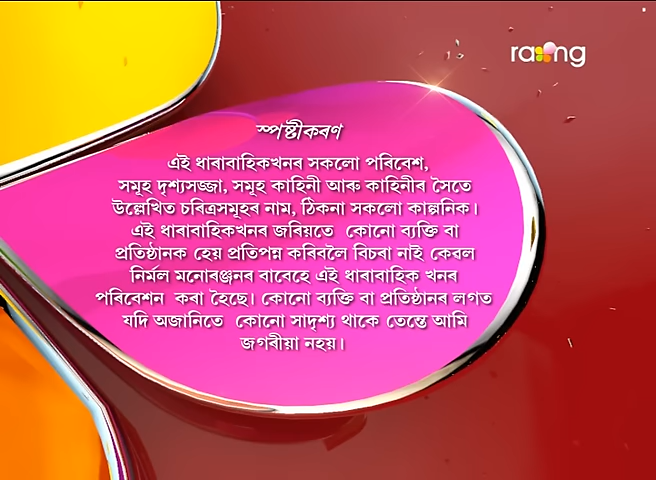 rang
স্পষ্টীকৰণ
এই ধাৰাবাহিকখনৰ সকলো পৰিবেশ,
সমূহ দৃশ্যসজ্জা, সমূহ কাহিনী আৰু কাহিনীৰ সৈতে
উল্লেখিত চৰিত্ৰসমূহৰ নাম, ঠিকনা সকলো কাল্পনিক।
এই ধাৰাবাহিকখনৰ জৰিয়তে কোনো ব্যক্তি বা
প্ৰতিষ্ঠানক হেয় প্ৰতিপন্ন কৰিবলৈ বিচৰা নাই কেৱল
নিৰ্মল মনোৰঞ্জনৰ বাবেহে এই ধাৰাবাহিক খনৰ
পৰিবেশন কৰা হৈছে। কোনো ব্যক্তি বা প্ৰতিষ্ঠানৰ লগত
যদি অজানিতে কোনো সাদৃশ্য থাকে তেন্তে আমি
জগৰীয়া নহয়।